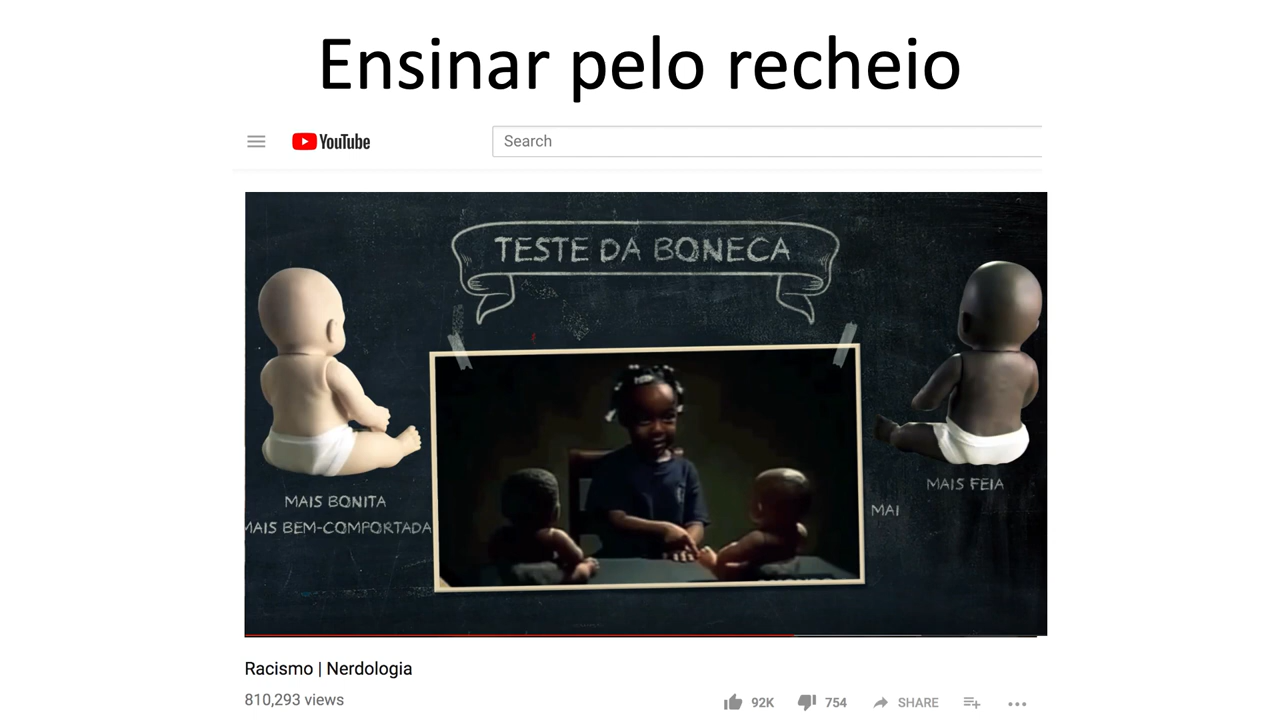 Ensinar pelo recheio
YouTube
Search
TESTE DA BONECA
MAIS BONITA
MAIS BEM-COMPORTADA
MAIS FEIA
MAI
Racismo | Nerdologia
810,293 views
92K
754
SHARE